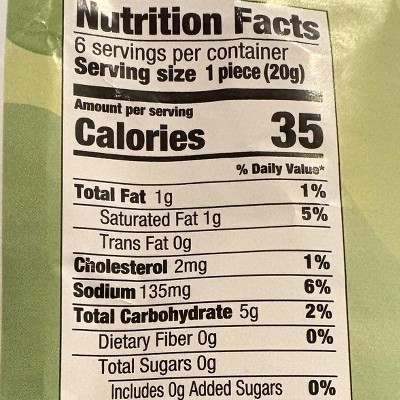 Nutrition Facts
6 servings per container
Serving size 1 piece (20g)
Amount per serving
Calories 35
% Daily Value*
Total Fat 1g 1%
Saturated Fat 1g 5%
Trans Fat 0g
Cholesterol 2mg 1%
Sodium 135mg 6%
Total Carbohydrate 5g 2%
Dietary Fiber 0g 0%
Total Sugars 0g
Includes 0g Added Sugars 0%